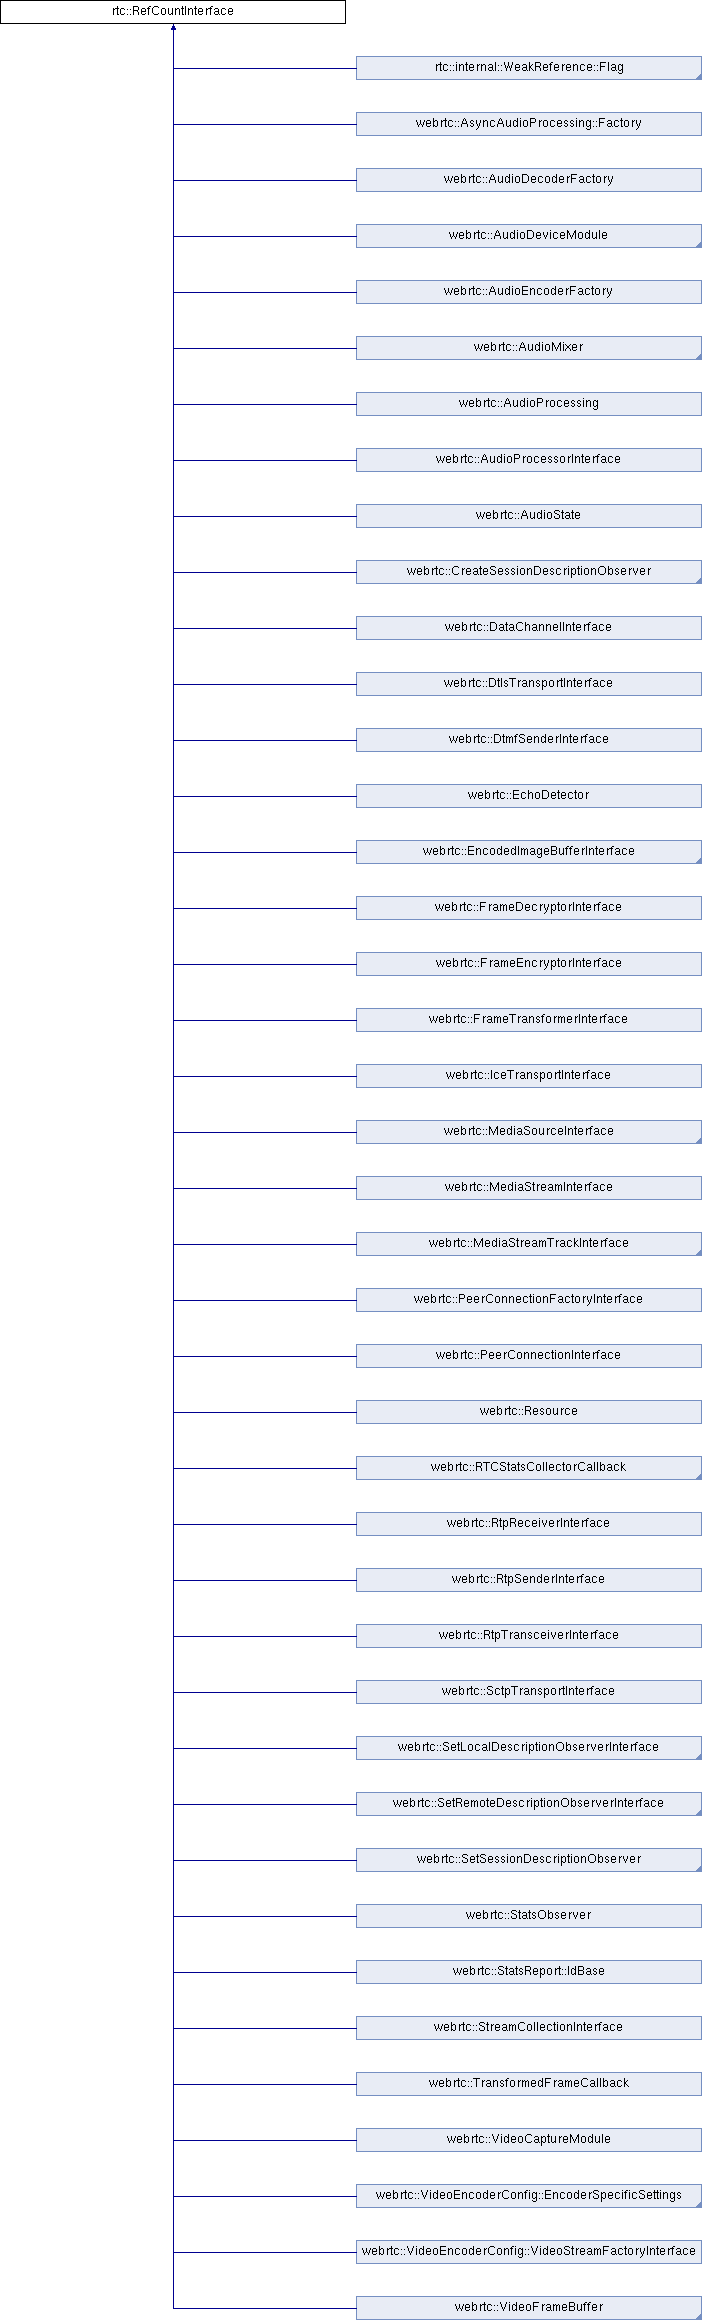 rtc::RefCountInterface
rtc::internal::WeakReference::Flag
webrtc::AsyncAudioProcessing::Factory
webrtc::AudioDecoderFactory
webrtc::AudioDeviceModule
webrtc::AudioEncoderFactory
webrtc::AudioMixer
webrtc::AudioProcessing
webrtc::AudioProcessorInterface
webrtc::AudioState
webrtc::CreateSessionDescriptionObserver
webrtc::DataChannelInterface
webrtc::DtlsTransportInterface
webrtc::DtmfSenderInterface
webrtc::EchoDetector
webrtc::EncodedImageBufferInterface
webrtc::FrameDecryptorInterface
webrtc::FrameEncryptorInterface
webrtc::FrameTransformerInterface
webrtc::IceTransportInterface
webrtc::MediaSourceInterface
webrtc::MediaStreamInterface
webrtc::MediaStreamTrackInterface
webrtc::PeerConnectionFactoryInterface
webrtc::PeerConnectionInterface
webrtc::Resource
webrtc::RTCStatsCollectorCallback
webrtc::RtpReceiverInterface
webrtc::RtpSenderInterface
webrtc::RtpTransceiverInterface
webrtc::SctpTransportInterface
webrtc::SetLocalDescriptionObserverInterface
webrtc::SetRemoteDescriptionObserverInterface
webrtc::SetSessionDescriptionObserver
webrtc::StatsObserver
webrtc::StatsReport::IdBase
webrtc::StreamCollectionInterface
webrtc::TransformedFrameCallback
webrtc::VideoCaptureModule
webrtc::VideoEncoderConfig::EncoderSpecificSettings
webrtc::VideoEncoderConfig::VideoStreamFactoryInterface
webrtc::VideoFrameBuffer